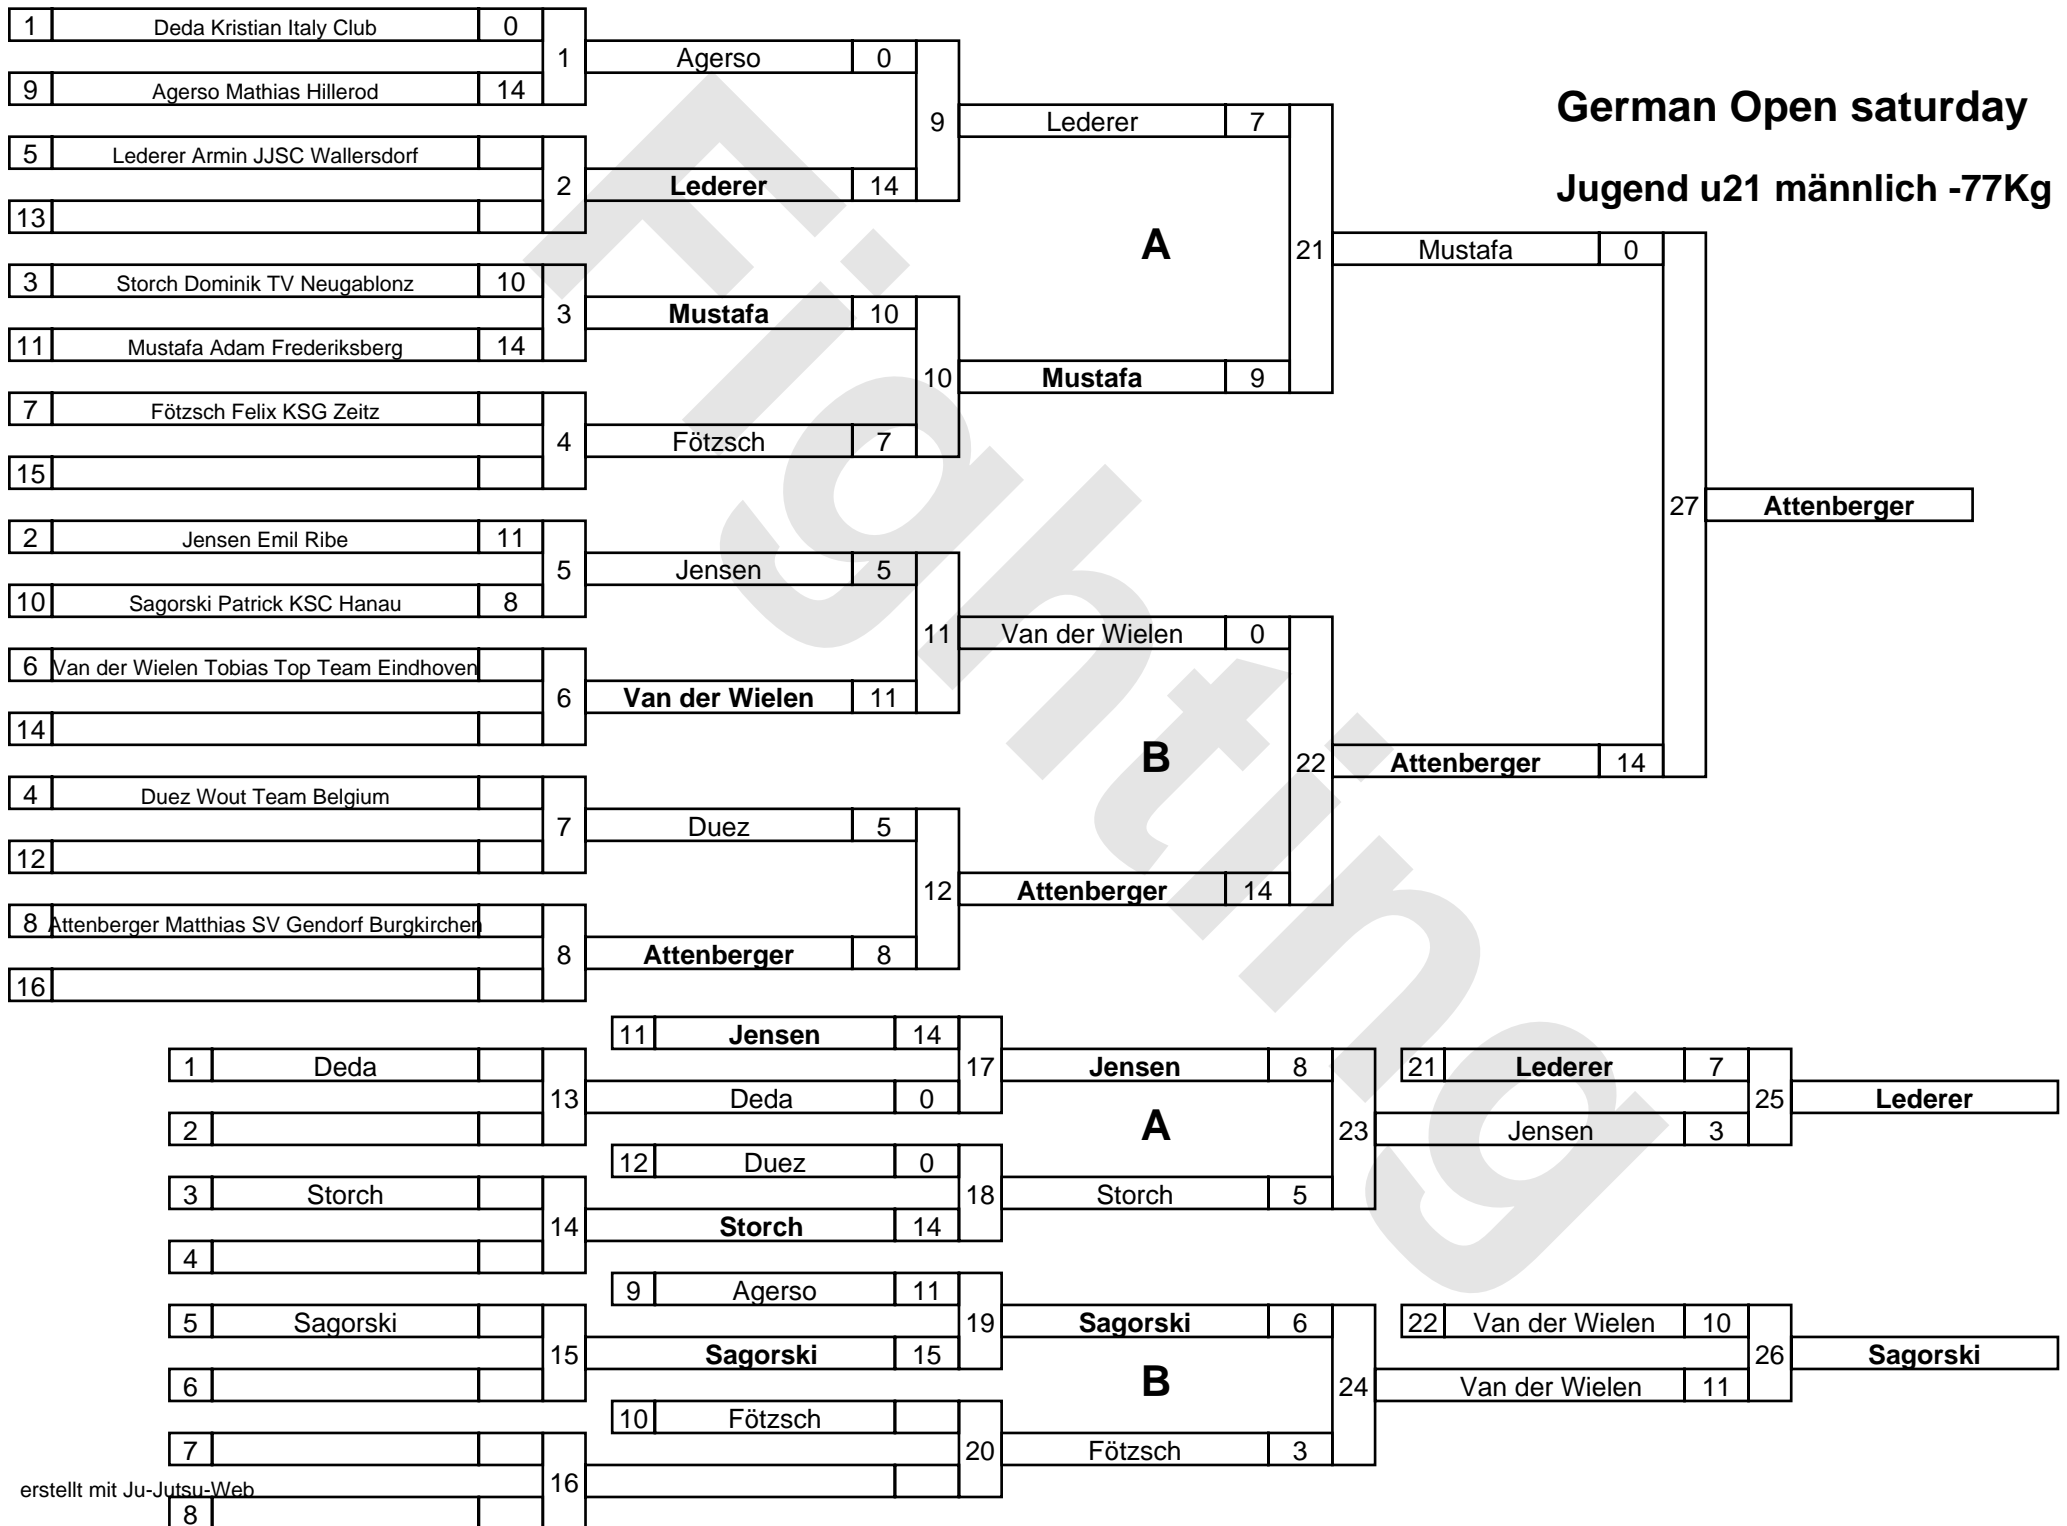 German Open saturday
Jugend u21 männlich -77Kg
Fighting
1 Deda Kristian Italy Club 0
9 Agerso Mathias Hillerod 14
1
5 Lederer Armin JJSC Wallersdorf
13
2
3 Storch Dominik TV Neugablonz 10
11 Mustafa Adam Frederiksberg 14
3
7 Fötzsch Felix KSG Zeitz
15
4
2 Jensen Emil Ribe 11
10 Sagorski Patrick KSC Hanau 8
5
6 Van der Wielen Tobias Top Team Eindhoven
14
6
4 Duez Wout Team Belgium
12
7
8 Attenberger Matthias SV Gendorf Burgkirchen
16
8
Agerso 0
Lederer 14
9
Mustafa 10
Fötzsch 7
10
Jensen 5
Van der Wielen 11
11
Duez 5
Attenberger 8
12
Lederer 7
A
Mustafa 9
21
Van der Wielen 0
B
Attenberger 14
22
Mustafa 0
Attenberger 14
27
Attenberger
1 Deda
2
13
3 Storch
4
14
5 Sagorski
6
15
7
8
16
11 Jensen 14
Deda 0
17
12 Duez 0
Storch 14
18
9 Agerso 11
Sagorski 15
19
10 Fötzsch
20
Jensen 8
A
Storch 5
23
Sagorski 6
B
Fötzsch 3
24
21 Lederer 7
Jensen 3
25
Lederer
22 Van der Wielen 10
Van der Wielen 11
26
Sagorski
erstellt mit Ju-Jutsu-Web